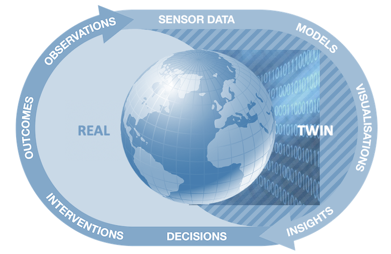 OBSERVATIONS
SENSOR DATA
MODELS
VISUALISATIONS
INSIGHTS
DECISIONS
INTERVENTIONS
OUTCOMES
REAL
TWIN